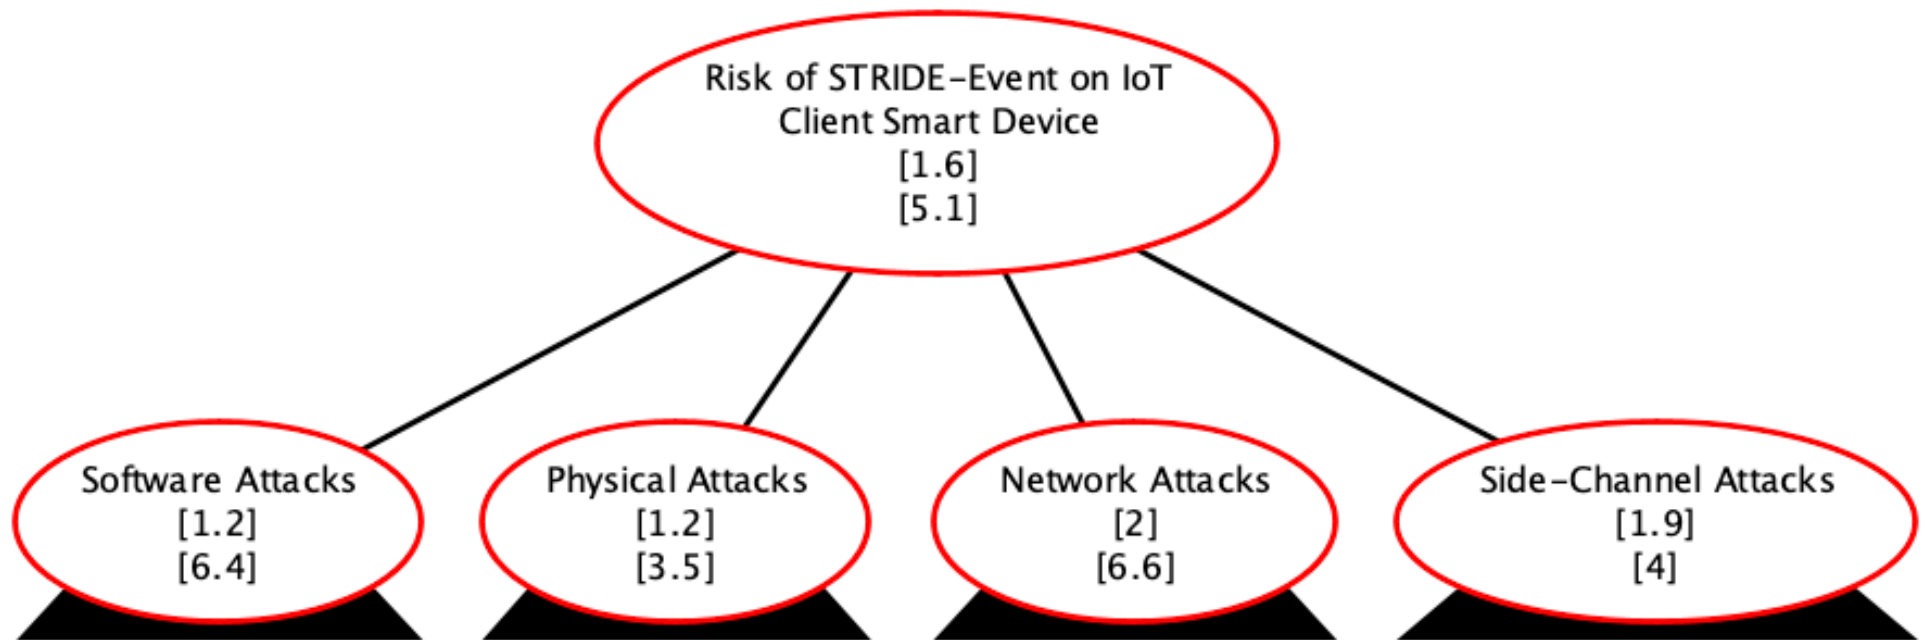 Risk of STRIDE–Event on IoT
Client Smart Device
[1.6]
[5.1]
Software Attacks
[1.2]
[6.4]
Physical Attacks
[1.2]
[3.5]
Network Attacks
[2]
[6.6]
Side–Channel Attacks
[1.9]
[4]